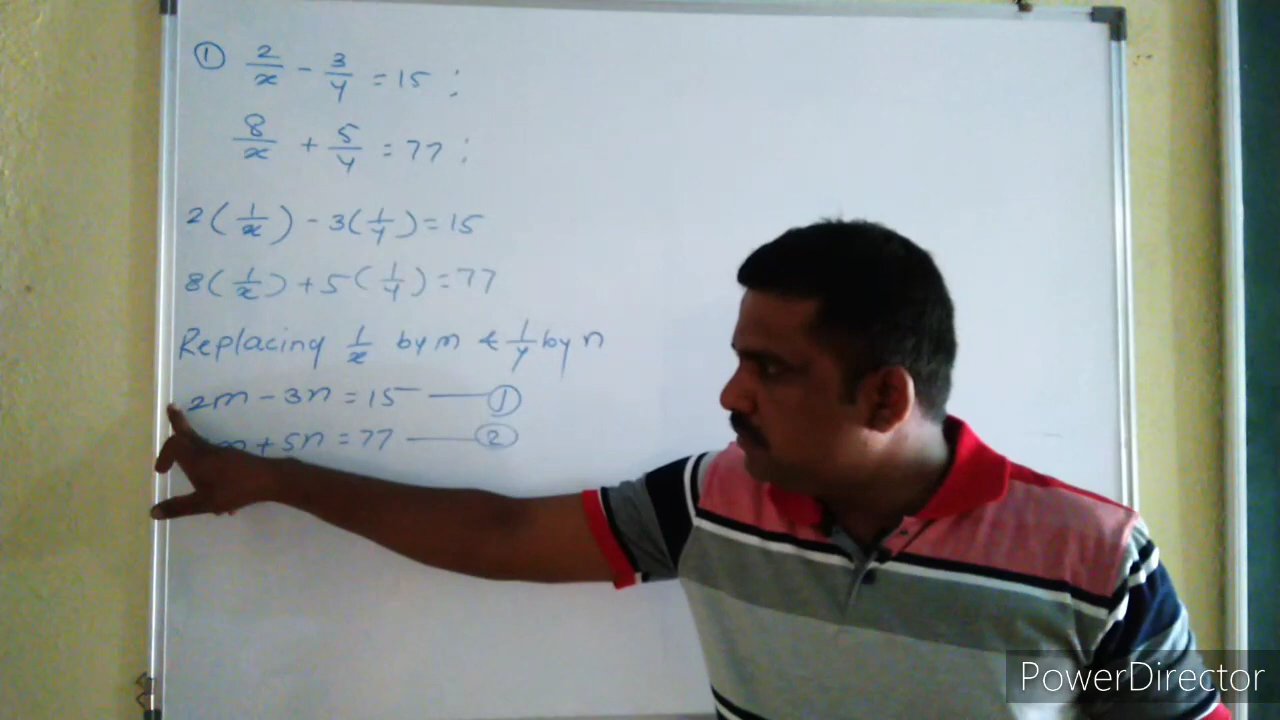 ① 2/x - 3/y = 15 ;
8/x + 5/y = 77 ;
2(1/x) - 3(1/y) = 15
8(1/x) + 5(1/y) = 77
Replacing 1/x by m & 1/y by n
2m - 3n = 15 —— ①
m + 5n = 77 —— ②
PowerDirector